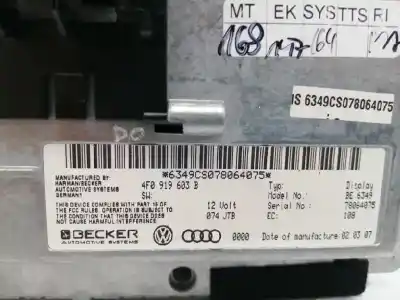 MT EK SYSTTS RI
168 147 64
IS 6349CS078064075
DO
*6349CS078064075*
MANUFACTURED BY
HARMAN/BECKER
AUTOMOTIVE SYSTEMS
GERMANY
4F0 919 603 B
SW:
Typ: Display
Model No.: BE 6349
THIS DEVICE COMPLIES WITH PART 15 OF
THE FCC RULES. OPERATION IS SUBJECT TO
THE CONDITION THAT THIS DEVICE DOES
NOT CAUSE HARMFUL INTERFERENCE
12 Volt
074 JTB
Serial No.: 78064075
EC: 108
BECKER
AUTOMOTIVE SYSTEMS
0000
Date of manufacture: 02.03.07